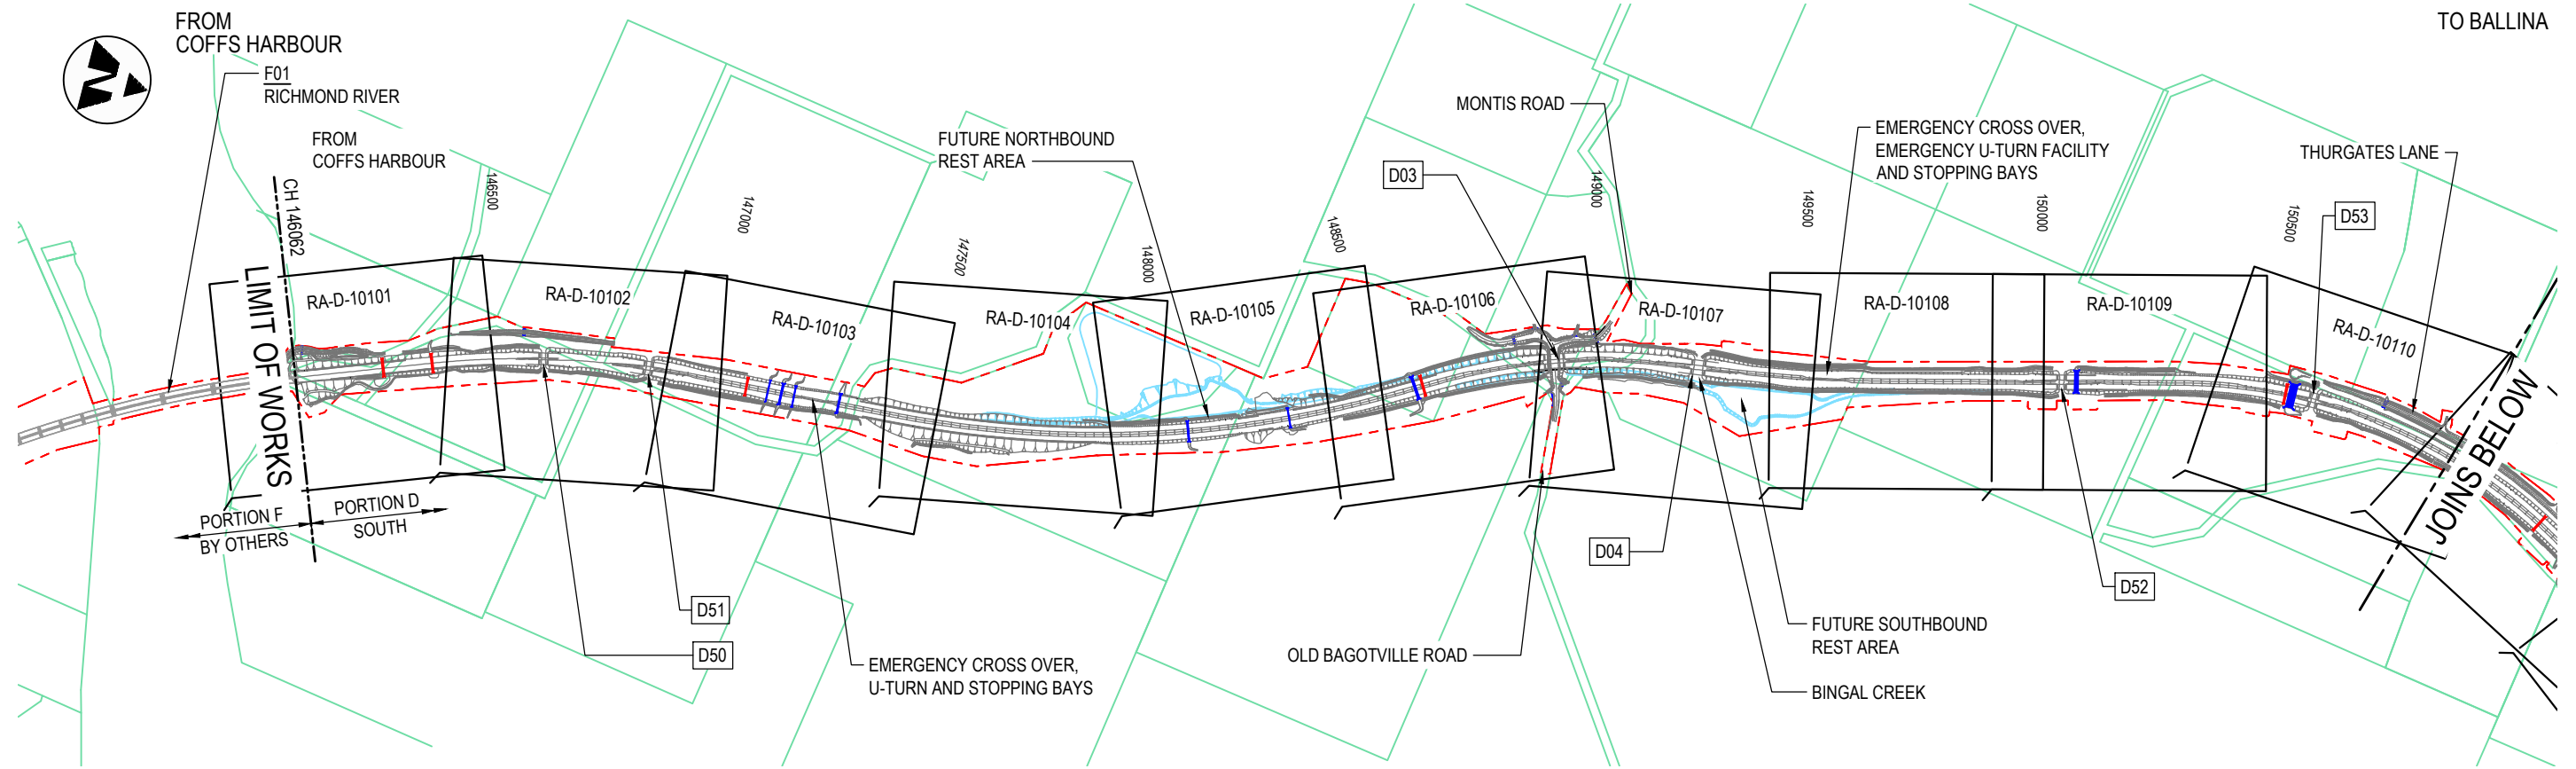 FROM
COFFS HARBOUR
TO BALLINA
N
F01
RICHMOND RIVER
FROM
COFFS HARBOUR
CH 146062
LIMIT OF WORKS
146500
147000
147500
148000
148500
149000
149500
150000
150500
FUTURE NORTHBOUND
REST AREA
MONTIS ROAD
D03
EMERGENCY CROSS OVER,
EMERGENCY U-TURN FACILITY
AND STOPPING BAYS
THURGATES LANE
D53
RA-D-10101
RA-D-10102
RA-D-10103
RA-D-10104
RA-D-10105
RA-D-10106
RA-D-10107
RA-D-10108
RA-D-10109
RA-D-10110
JOINS BELOW
PORTION F
BY OTHERS
PORTION D
SOUTH
D51
D50
EMERGENCY CROSS OVER,
U-TURN AND STOPPING BAYS
OLD BAGOTVILLE ROAD
D04
FUTURE SOUTHBOUND
REST AREA
BINGAL CREEK
D52